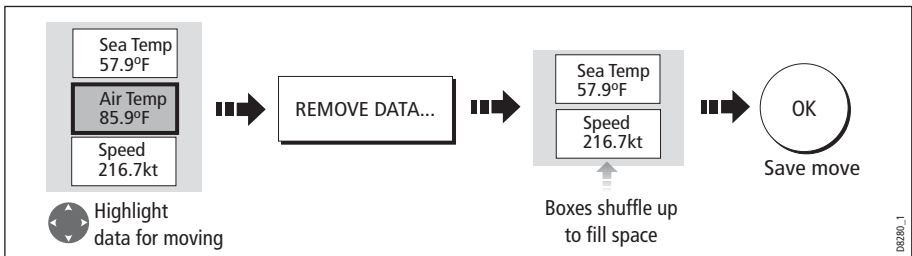 Sea Temp
57.9ºF
Air Temp
85.9ºF
Speed
216.7kt
Highlight
data for moving
REMOVE DATA...
Sea Temp
57.9ºF
Speed
216.7kt
Boxes shuffle up
to fill space
OK
Save move
D8280_1